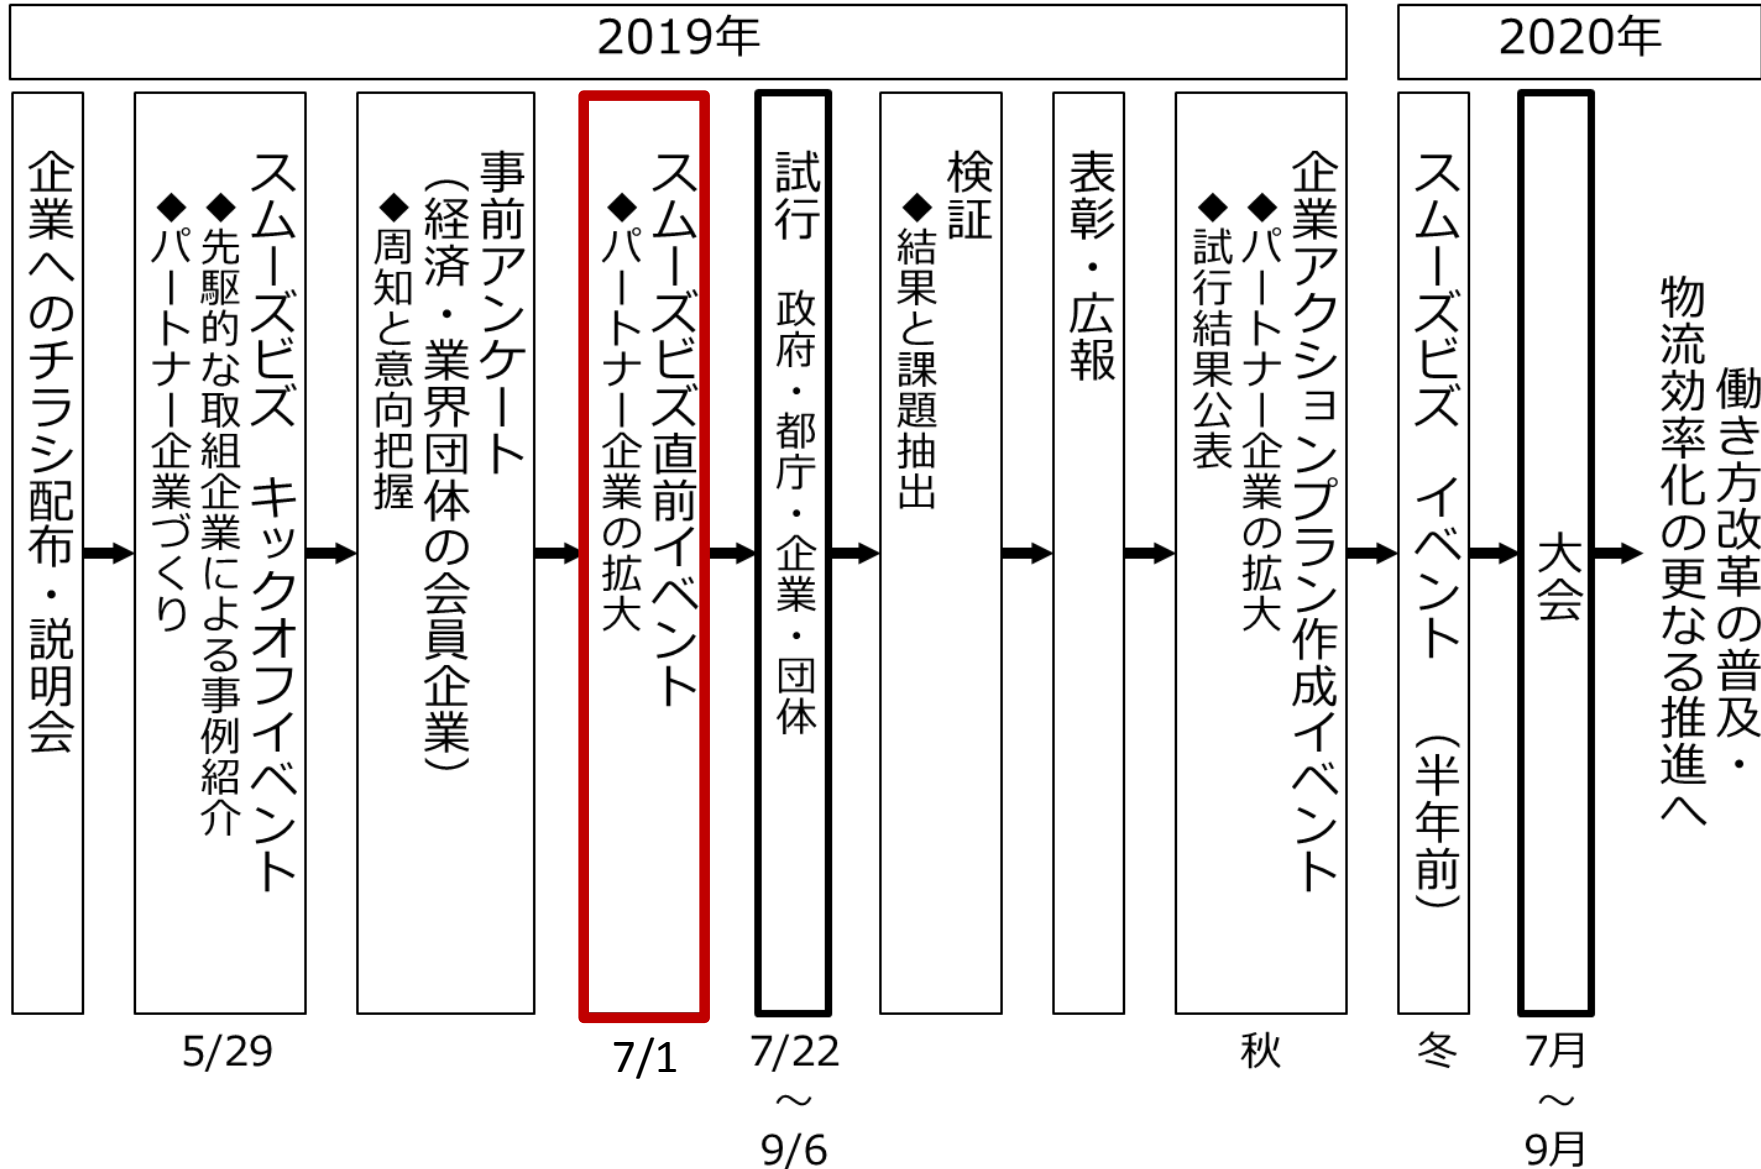 2019年
2020年
企業へのチラシ配布・説明会
スムーズビズ　キックオフイベント
◆先駆的な取組企業による事例紹介
◆パートナー企業づくり
5/29
事前アンケート
（経済・業界団体の会員企業）
◆周知と意向把握
スムーズビズ直前イベント
◆パートナー企業の拡大
7/1
試行　政府・都庁・企業・団体
7/22
～
9/6
検証
◆結果と課題抽出
表彰・広報
企業アクションプラン作成イベント
◆パートナー企業の拡大
◆試行結果公表
秋
スムーズビズ　イベント　（半年前）
冬
大会
7月
～
9月
働き方改革の普及・
物流効率化の更なる推進へ